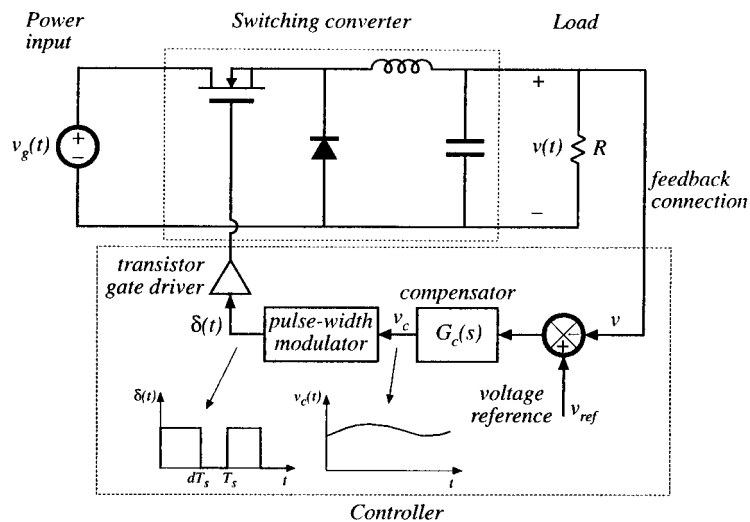 Power
input
Switching converter
Load
v_g(t)
+
−
+
v(t)
−
R
feedback
connection
transistor
gate driver
δ(t)
pulse-width
modulator
v_c
compensator
G_c(s)
−
+
v
voltage
reference
v_ref
δ(t)
dT_s
T_s
t
v_c(t)
t
Controller